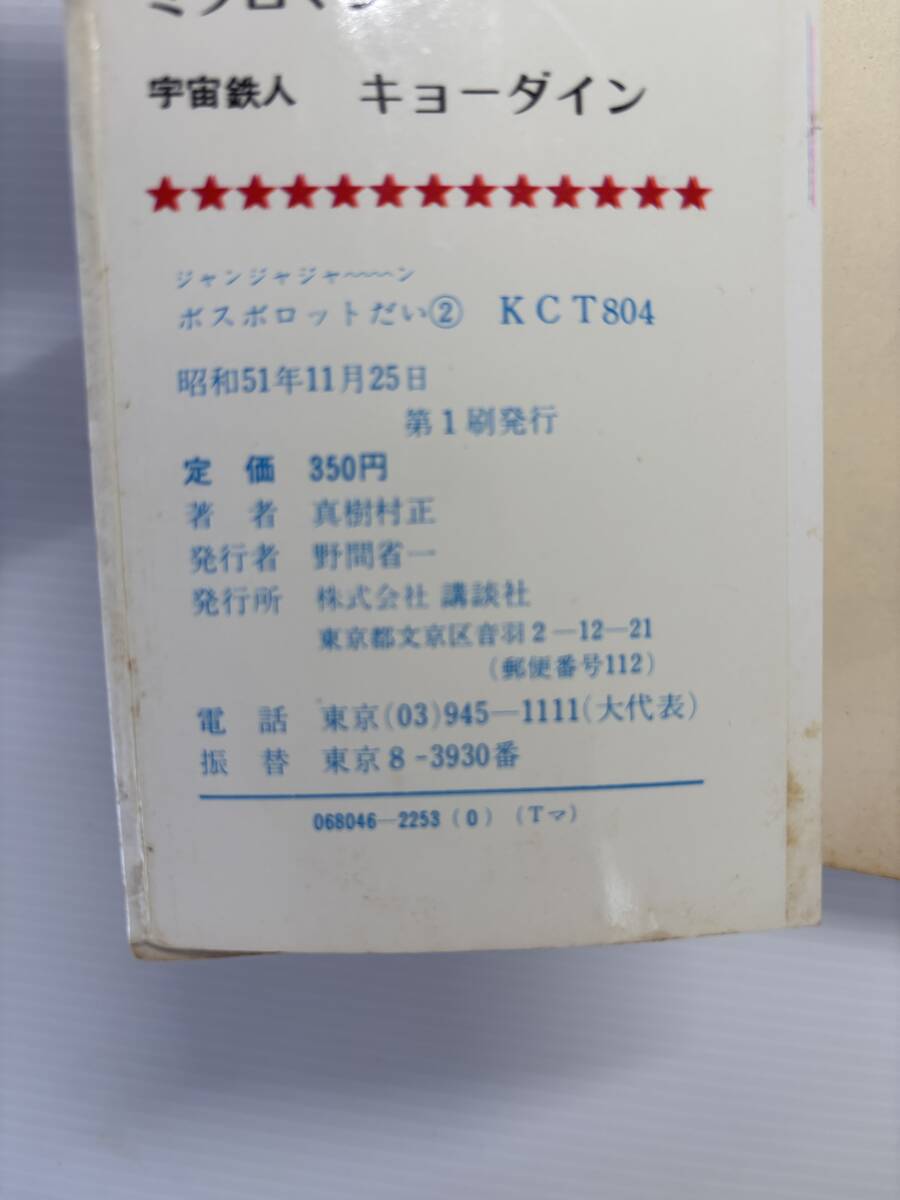 宇宙鉄人 キョーダイン
★★★★★★★★★★★★★
ジャンジャジャ〜〜〜〜ン
ボスボロットだい② KCT804
昭和51年11月25日
第1刷発行
定価 350円
著者 真樹村正
発行者 野間省一
発行所 株式会社 講談社
東京都文京区音羽2—12—21
(郵便番号112)
電話 東京(03)945—1111(大代表)
振替 東京8-3930番
068046—2253(0)(Tマ)